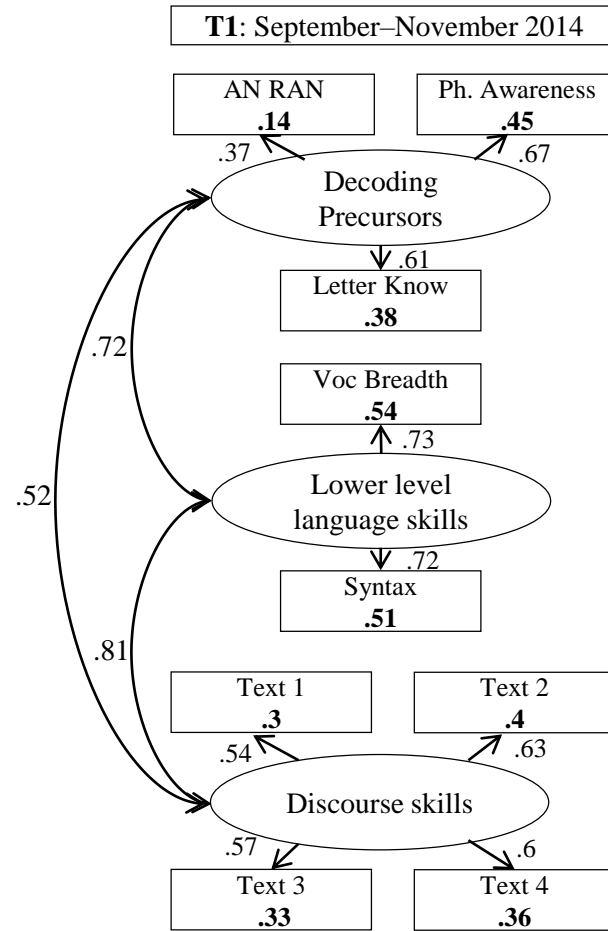 T1: September–November 2014
AN RAN
.14
Ph. Awareness
.45
.37
.67
Decoding
Precursors
.61
Letter Know
.38
.72
Voc Breadth
.54
.73
.52
Lower level
language skills
.72
Syntax
.51
.81
Text 1
.3
Text 2
.4
.54
.63
Discourse skills
.57
.6
Text 3
.33
Text 4
.36